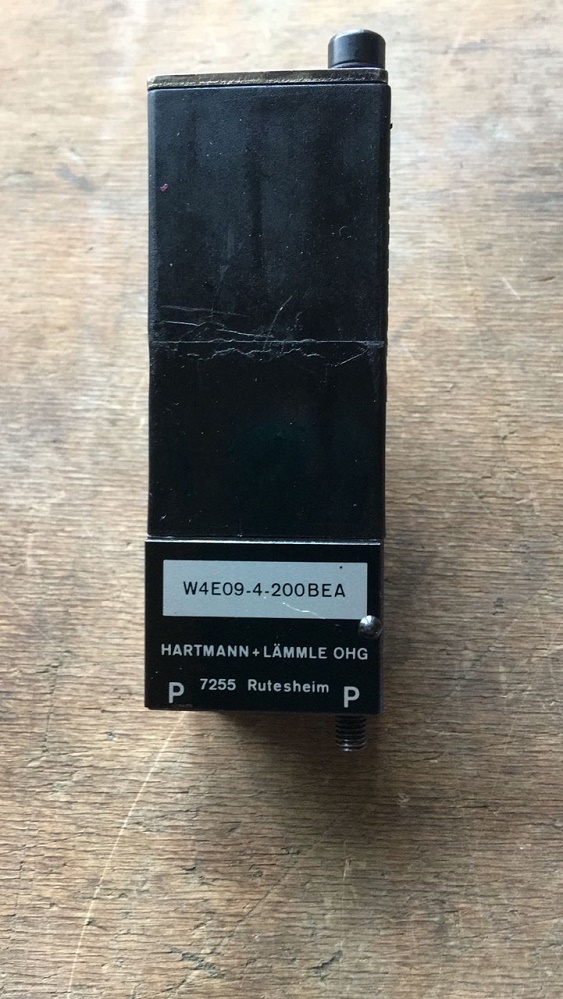 W4E09-4-200BEA
HARTMANN+LÄMMLE OHG
P 7255 Rutesheim P